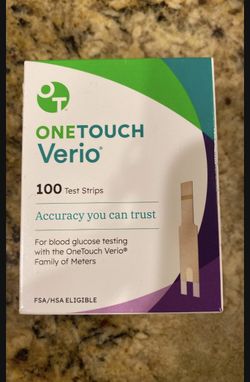 OT
ONETOUCH
Verio®
100 Test Strips
Accuracy you can trust
For blood glucose testing
with the OneTouch Verio®
Family of Meters
FSA/HSA ELIGIBLE